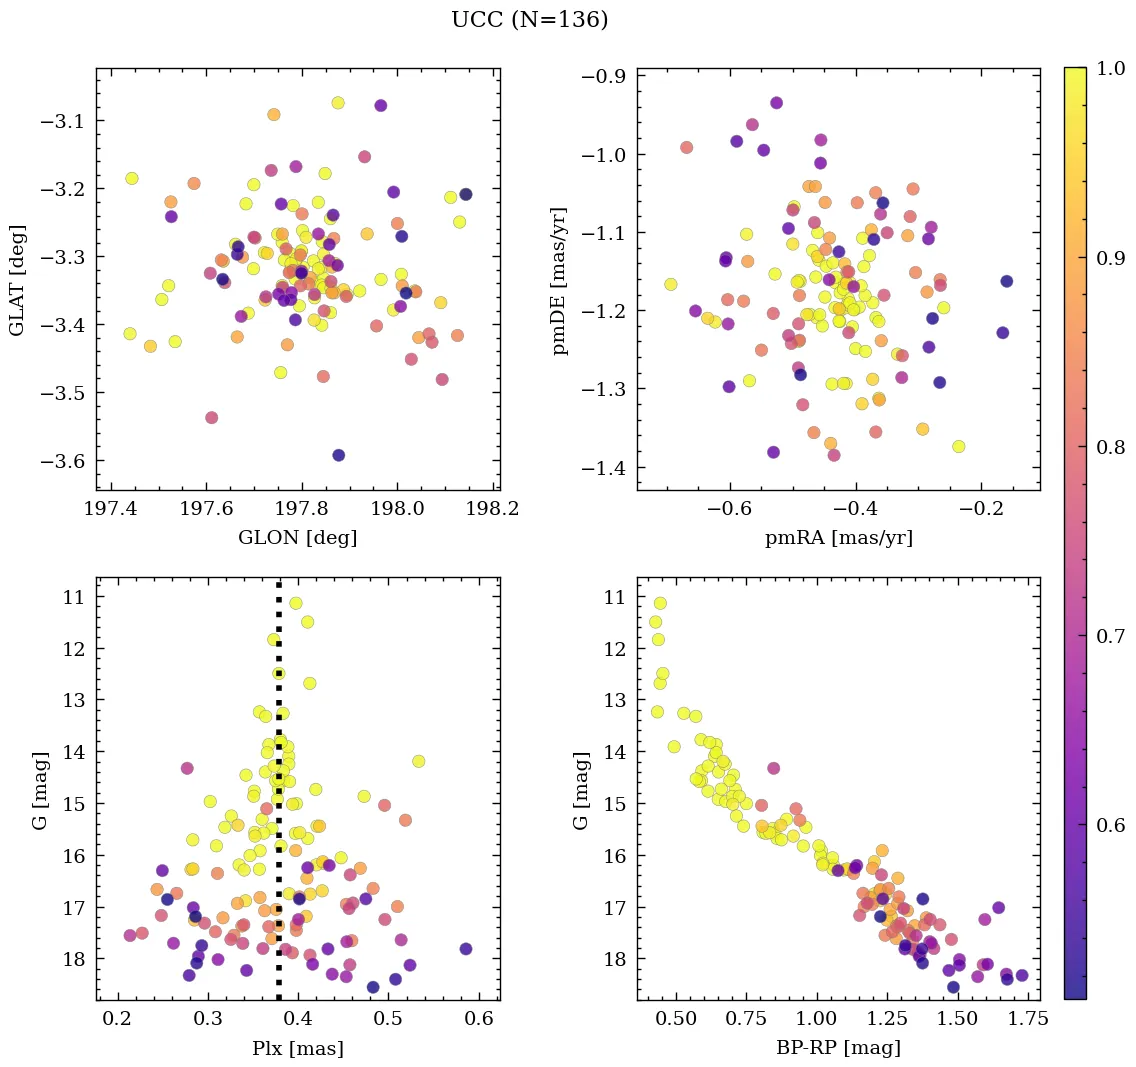 UCC (N=136)
−3.1
−3.2
−3.3
−3.4
−3.5
−3.6
GLAT [deg]
197.4 197.6 197.8 198.0 198.2
GLON [deg]
−0.9
−1.0
−1.1
−1.2
−1.3
−1.4
pmDE [mas/yr]
−0.6 −0.4 −0.2
pmRA [mas/yr]
11
12
13
14
15
16
17
18
G [mag]
0.2 0.3 0.4 0.5 0.6
Plx [mas]
11
12
13
14
15
16
17
18
G [mag]
0.50 0.75 1.00 1.25 1.50 1.75
BP-RP [mag]
1.0
0.9
0.8
0.7
0.6